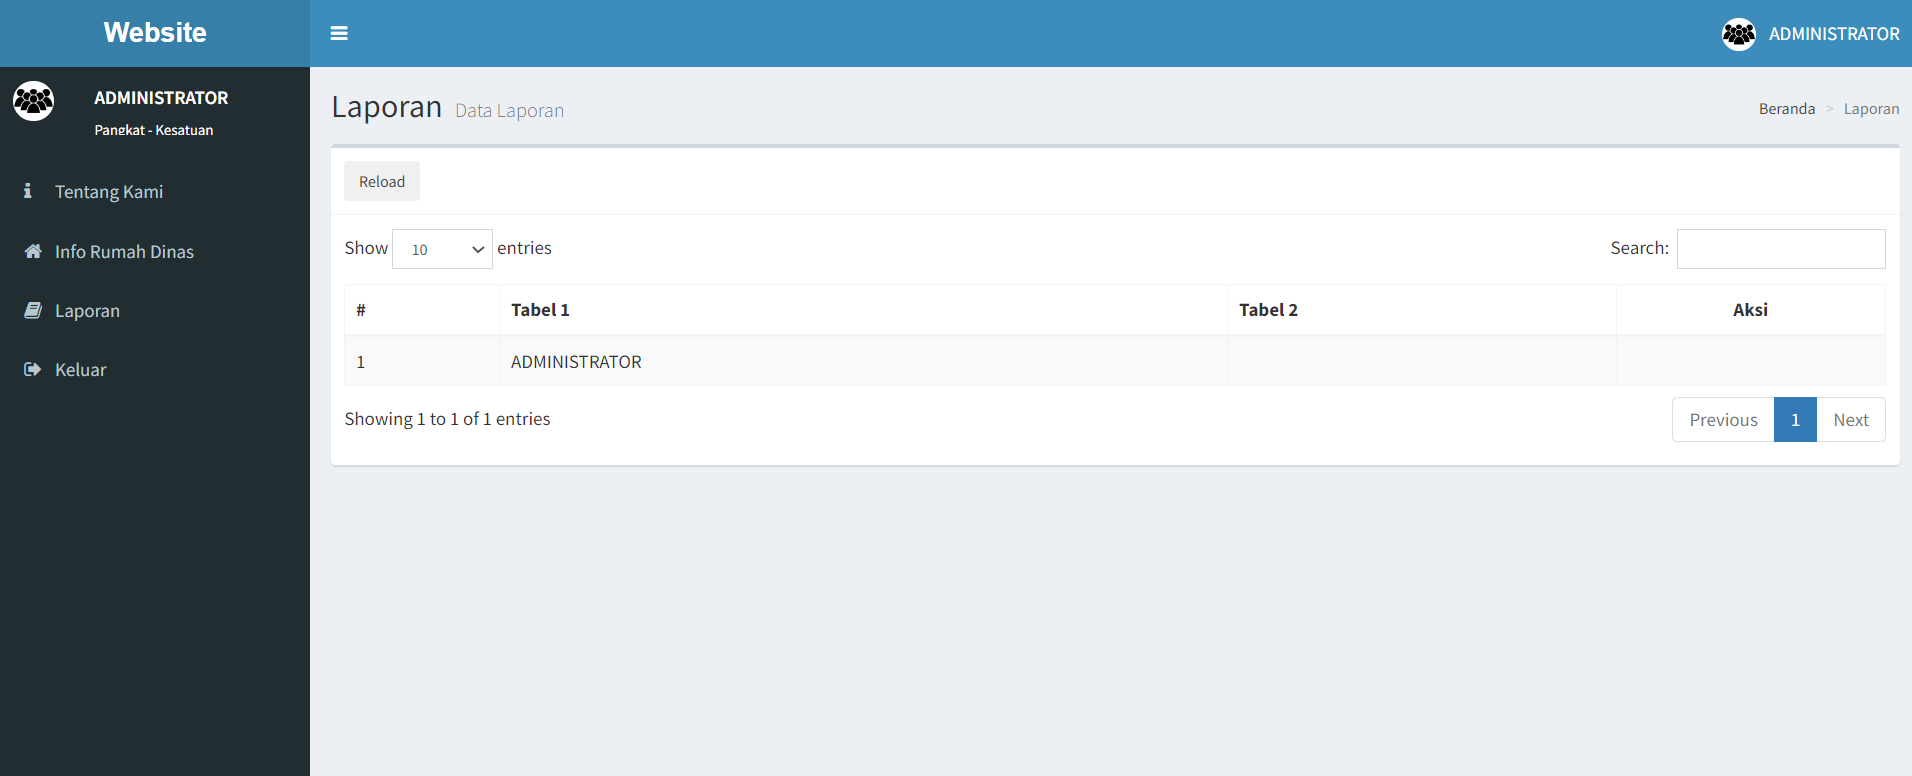 Website
ADMINISTRATOR
ADMINISTRATOR
Pangkat - Kesatuan
Tentang Kami
Info Rumah Dinas
Laporan
Keluar
Laporan Data Laporan
Beranda > Laporan
Reload
Show 10 entries
Search:
# Tabel 1 Tabel 2 Aksi
1 ADMINISTRATOR
Showing 1 to 1 of 1 entries
Previous 1 Next